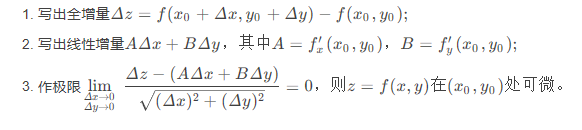 1. 写出全增量Δz = f(x₀ + Δx, y₀ + Δy) − f(x₀, y₀);
2. 写出线性增量AΔx + BΔy，其中A = f′ₓ(x₀, y₀)，B = f′ᵧ(x₀, y₀);
3. 作极限 lim_{Δx→0 Δy→0} (Δz − (AΔx + BΔy)) / √((Δx)² + (Δy)²) = 0，则z = f(x, y)在(x₀, y₀)处可微。